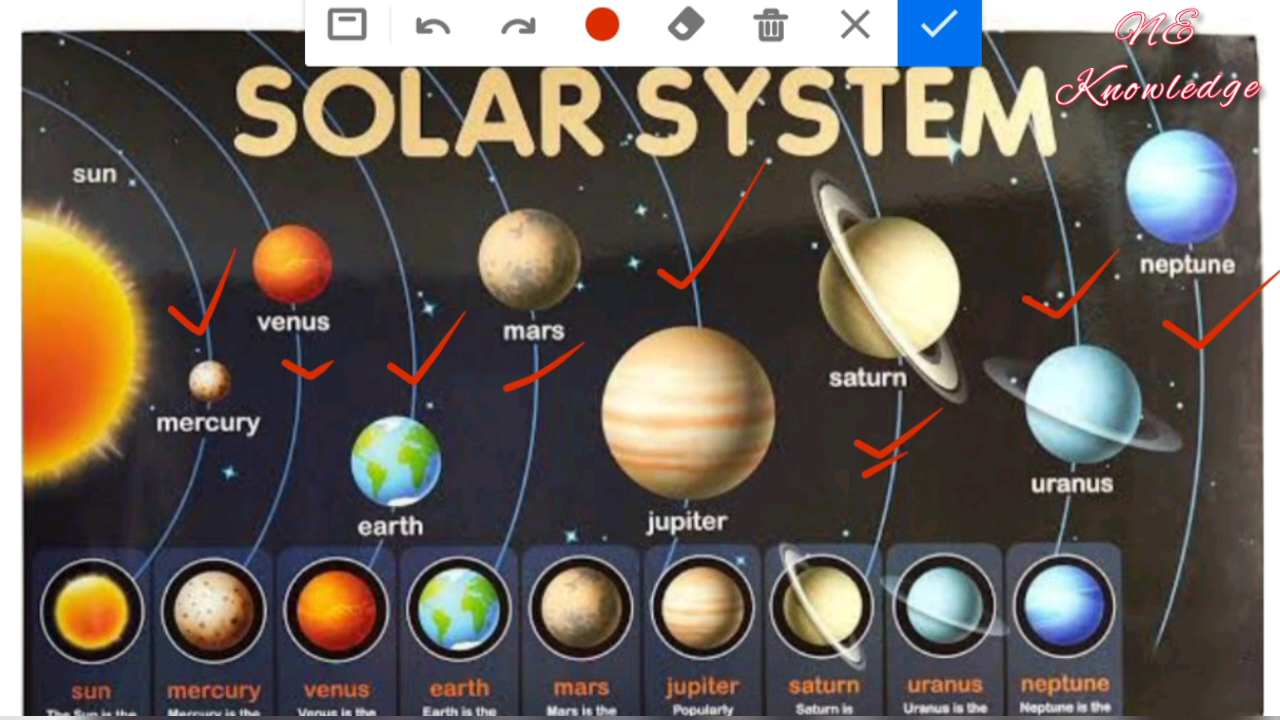 NE
Knowledge
SOLAR SYSTEM
sun
neptune
venus
mars
saturn
mercury
uranus
jupiter
earth
sun mercury venus earth mars jupiter saturn uranus neptune
The Sun is the Mercury is the Venus is the Earth is the Mars is the Popularly Saturn is Uranus is the Neptune is the